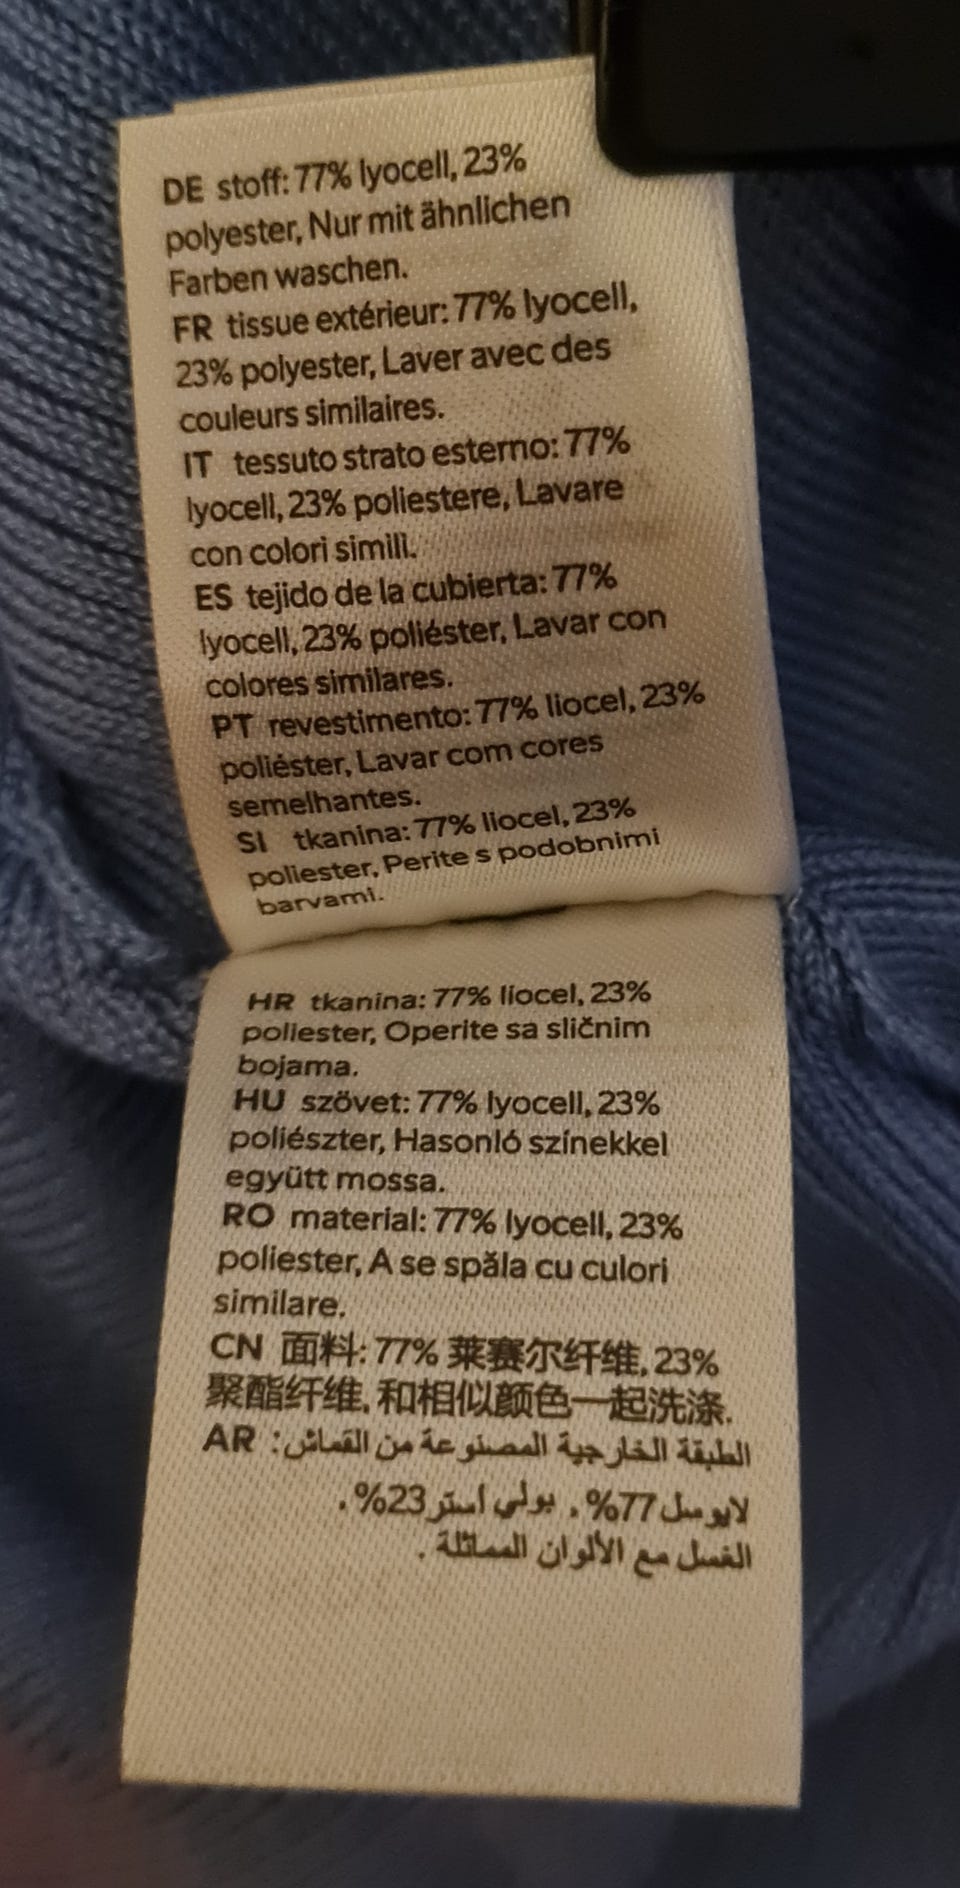 DE stoff: 77% lyocell, 23%
polyester, Nur mit ähnlichen
Farben waschen.
FR tissue extérieur: 77% lyocell,
23% polyester, Laver avec des
couleurs similaires.
IT tessuto strato esterno: 77%
lyocell, 23% poliestere, Lavare
con colori simili.
ES tejido de la cubierta: 77%
lyocell, 23% poliéster, Lavar con
colores similares.
PT revestimento: 77% liocel, 23%
poliéster, Lavar com cores
semelhantes.
SI tkanina: 77% liocel, 23%
poliester, Perite s podobnimi
barvami.
HR tkanina: 77% liocel, 23%
poliester, Operite sa sličnim
bojama.
HU szövet: 77% lyocell, 23%
poliészter, Hasonló színekkel
együtt mossa.
RO material: 77% lyocell, 23%
poliester, A se spăla cu culori
similare.
CN 面料: 77% 莱赛尔纤维, 23%
聚酯纤维, 和相似颜色一起洗涤.
AR :الطبقة الخارجية المصنوعة من القماش
لايوسل 77%, بولي استر 23%.
الغسل مع الألوان المماثلة.